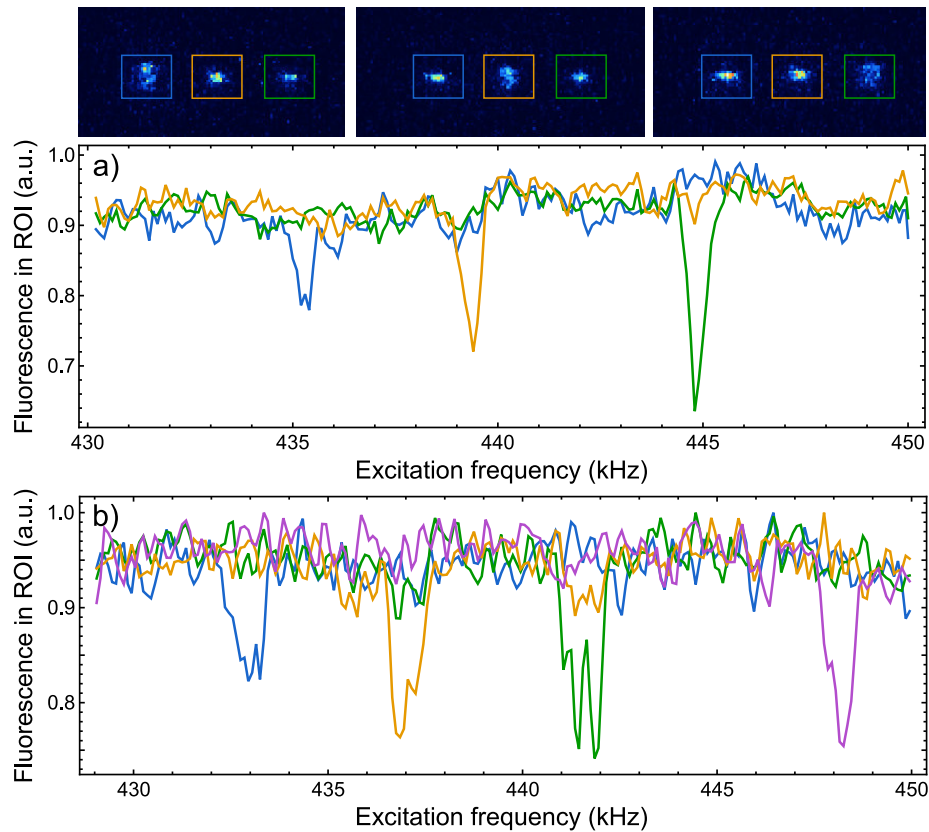 a)
Fluorescence in ROI (a.u.)
1.0
0.9
0.8
0.7
430 435 440 445 450
Excitation frequency (kHz)
b)
Fluorescence in ROI (a.u.)
1.0
0.9
0.8
430 435 440 445 450
Excitation frequency (kHz)